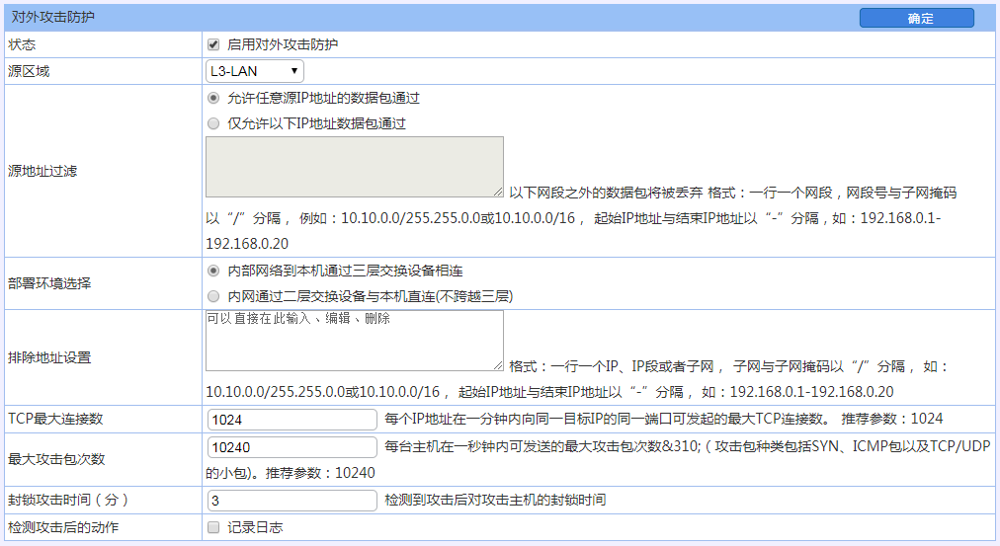 对外攻击防护 确定
状态 启用对外攻击防护
源区域 L3-LAN
允许任意源IP地址的数据包通过
仅允许以下IP地址数据包通过
源地址过滤
以下网段之外的数据包将被丢弃 格式：一行一个网段，网段号与子网掩码
以“/”分隔， 例如：10.10.0.0/255.255.0.0或10.10.0.0/16， 起始IP地址与结束IP地址以“-”分隔，如：192.168.0.1-
192.168.0.20
部署环境选择
内部网络到本机通过三层交换设备相连
内网通过二层交换设备与本机直连(不跨越三层)
排除地址设置
可以直接在此输入、编辑、删除
格式：一行一个IP、IP段或者子网， 子网与子网掩码以“/”分隔， 如：
10.10.0.0/255.255.0.0或10.10.0.0/16， 起始IP地址与结束IP地址以“-”分隔， 如：192.168.0.1-192.168.0.20
TCP最大连接数 1024 每个IP地址在一分钟内向同一目标IP的同一端口可发起的最大TCP连接数。 推荐参数：1024
最大攻击包次数 10240 每台主机在一秒钟内可发送的最大攻击包次数&310;（攻击包种类包括SYN、ICMP包以及TCP/UDP
的小包)。推荐参数：10240
封锁攻击时间（分） 3 检测到攻击后对攻击主机的封锁时间
检测攻击后的动作 记录日志